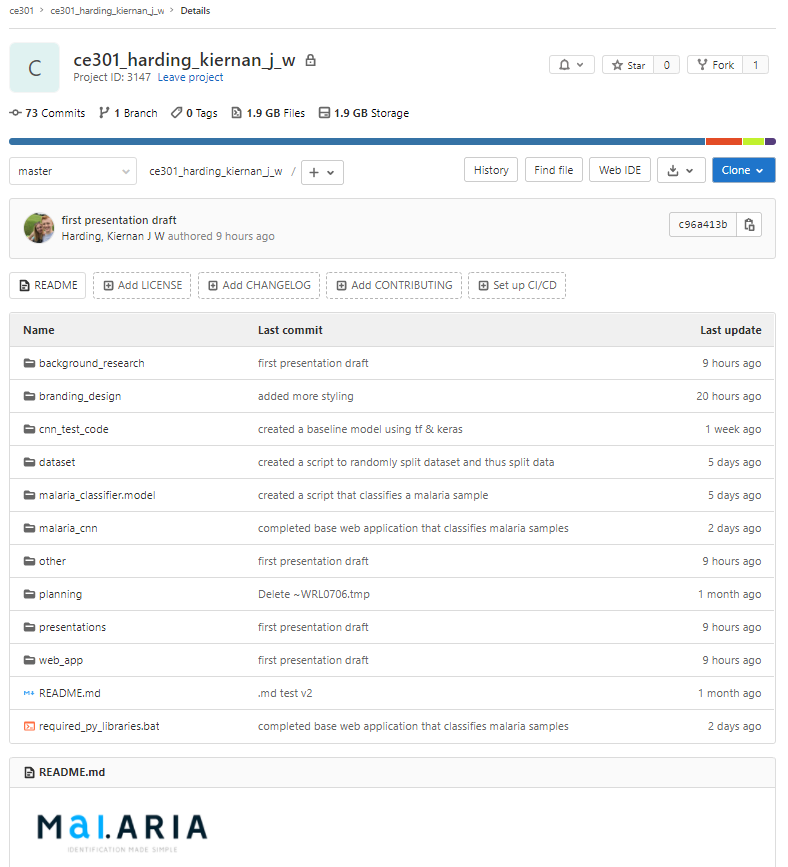 ce301 > ce301_harding_kiernan_j_w > Details
C
ce301_harding_kiernan_j_w
Project ID: 3147 Leave project
Star 0 Fork 1
73 Commits 1 Branch 0 Tags 1.9 GB Files 1.9 GB Storage
master ce301_harding_kiernan_j_w / + History Find file Web IDE Clone
first presentation draft
Harding, Kiernan J W authored 9 hours ago
c96a413b
README Add LICENSE Add CHANGELOG Add CONTRIBUTING Set up CI/CD
Name Last commit Last update
background_research first presentation draft 9 hours ago
branding_design added more styling 20 hours ago
cnn_test_code created a baseline model using tf & keras 1 week ago
dataset created a script to randomly split dataset and thus split data 5 days ago
malaria_classifier.model created a script that classifies a malaria sample 5 days ago
malaria_cnn completed base web application that classifies malaria samples 2 days ago
other first presentation draft 9 hours ago
planning Delete ~WRL0706.tmp 1 month ago
presentations first presentation draft 9 hours ago
web_app first presentation draft 9 hours ago
README.md .md test v2 1 month ago
required_py_libraries.bat completed base web application that classifies malaria samples 2 days ago
README.md
Mal.ARIA
IDENTIFICATION MADE SIMPLE